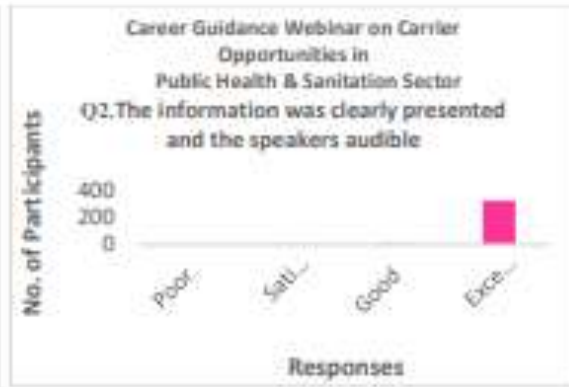 Career Guidance Webinar on Carrier
Opportunities in
Public Health & Sanitation Sector
Q2.The information was clearly presented
and the speakers audible
No. of Participants
400
200
0
Poor
Sati...
Good
Exce...
Responses